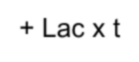 + Lac x t